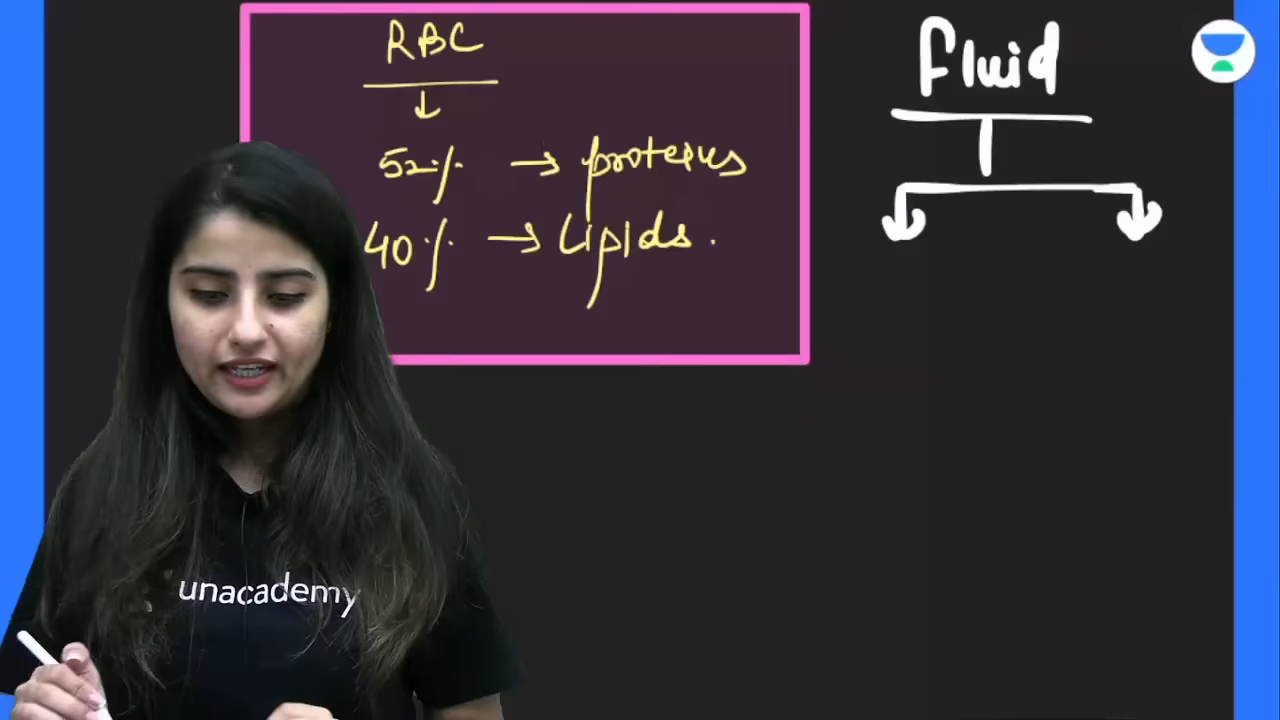 RBC
↓
52% → proteins
40% → Lipids.
Fluid
unacademy